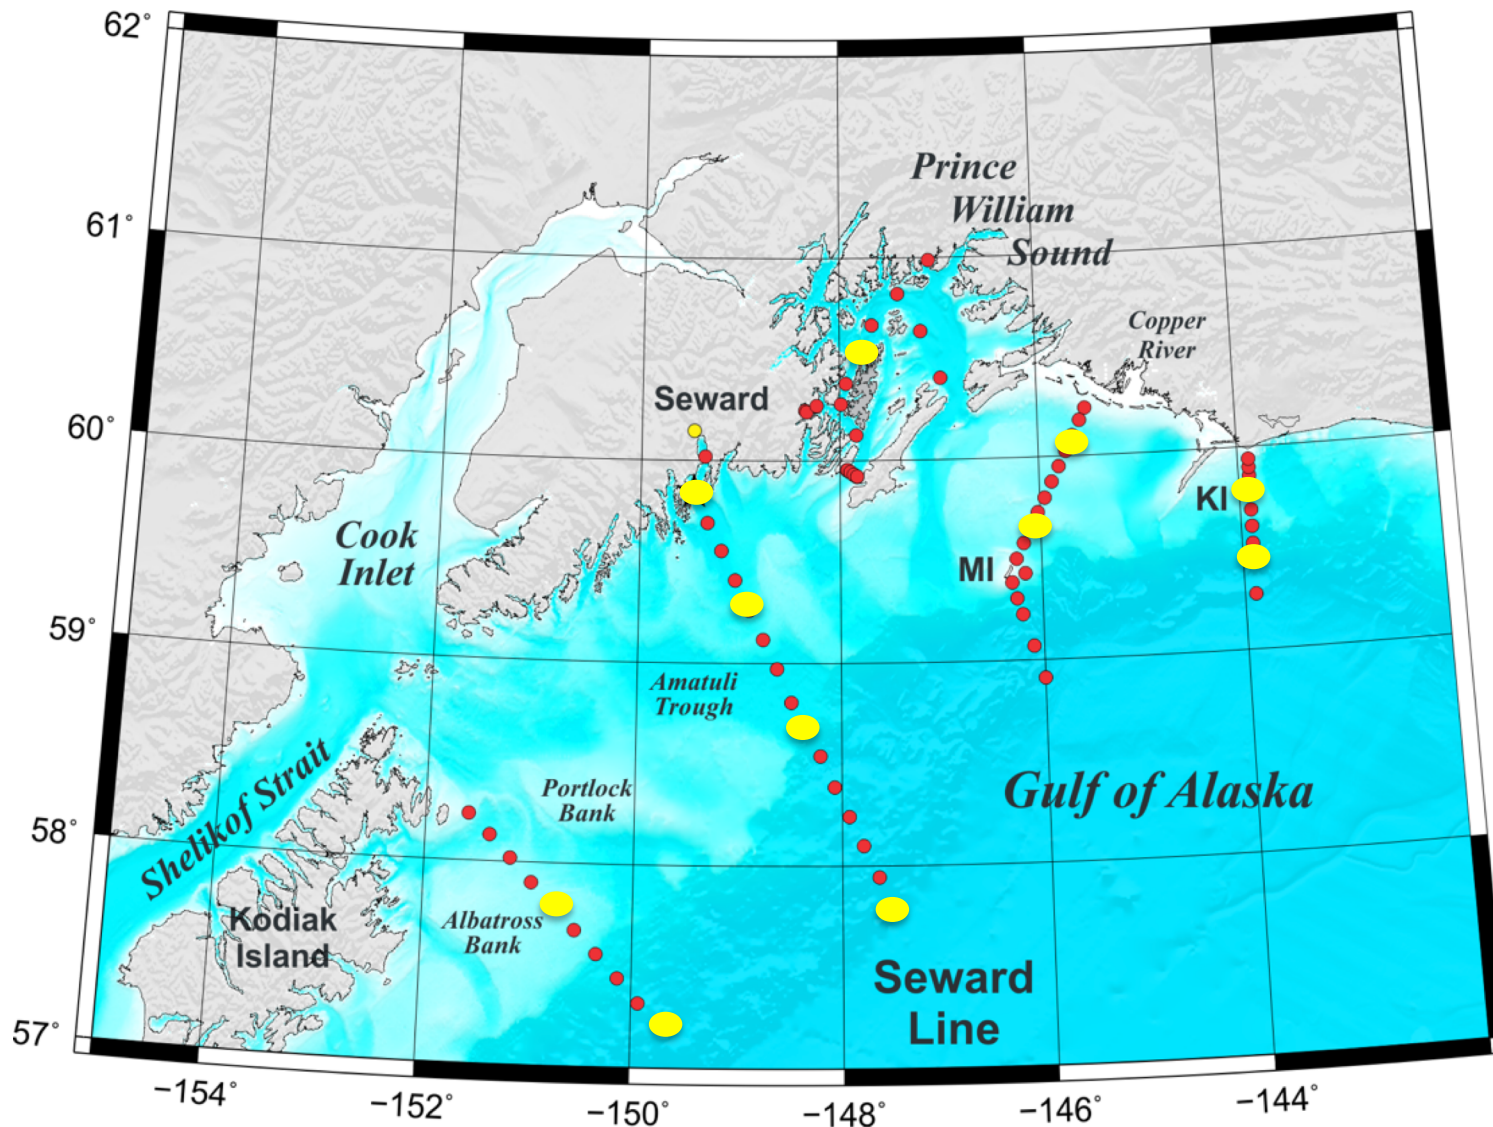 62°
61°
60°
59°
58°
57°
Prince
William
Sound
Copper
River
Seward
Cook
Inlet
KI
MI
Amatuli
Trough
Portlock
Bank
Gulf of Alaska
Shelikof Strait
Kodiak
Island
Albatross
Bank
Seward
Line
−154°
−152°
−150°
−148°
−146°
−144°